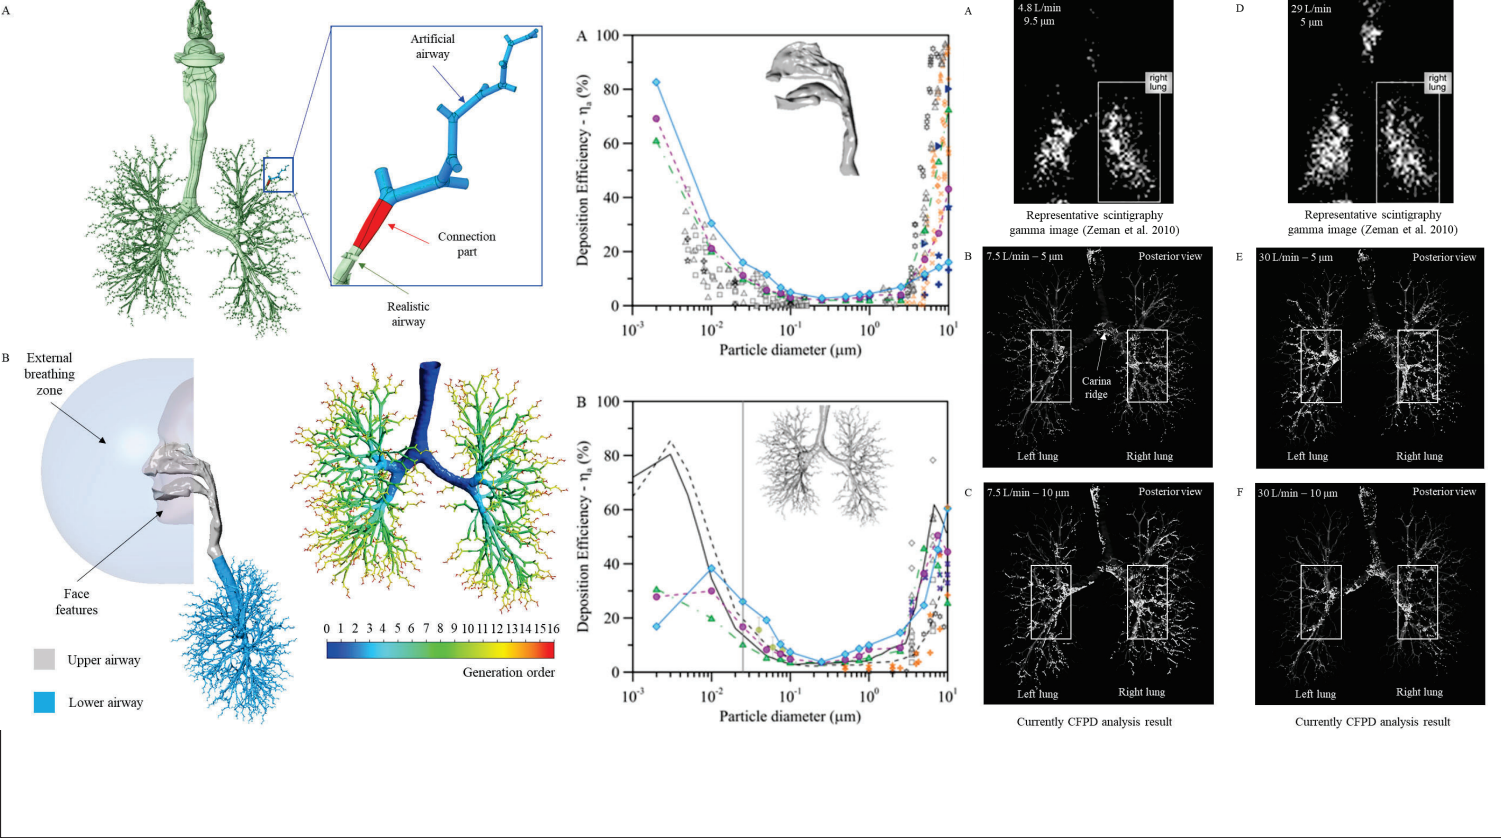 A
Artificial
airway
Connection
part
Realistic
airway
B
External
breathing
zone
Face
features
Upper airway
Lower airway
0 1 2 3 4 5 6 7 8 9 10 11 12 13 14 15 16
Generation order
A
Deposition Efficiency - ηa (%)
100
80
60
40
20
0
10-3 10-2 10-1 100 101
Particle diameter (μm)
B
Deposition Efficiency - ηa (%)
100
80
60
40
20
0
10-3 10-2 10-1 100 101
Particle diameter (μm)
A
4.8 L/min
9.5 μm
right
lung
Representative scintigraphy
gamma image (Zeman et al. 2010)
B
7.5 L/min – 5 μm
Posterior view
Carina
ridge
Left lung
Right lung
C
7.5 L/min – 10 μm
Posterior view
Left lung
Right lung
Currently CFPD analysis result
D
29 L/min
5 μm
right
lung
Representative scintigraphy
gamma image (Zeman et al. 2010)
E
30 L/min – 5 μm
Posterior view
Left lung
Right lung
F
30 L/min – 10 μm
Posterior view
Left lung
Right lung
Currently CFPD analysis result